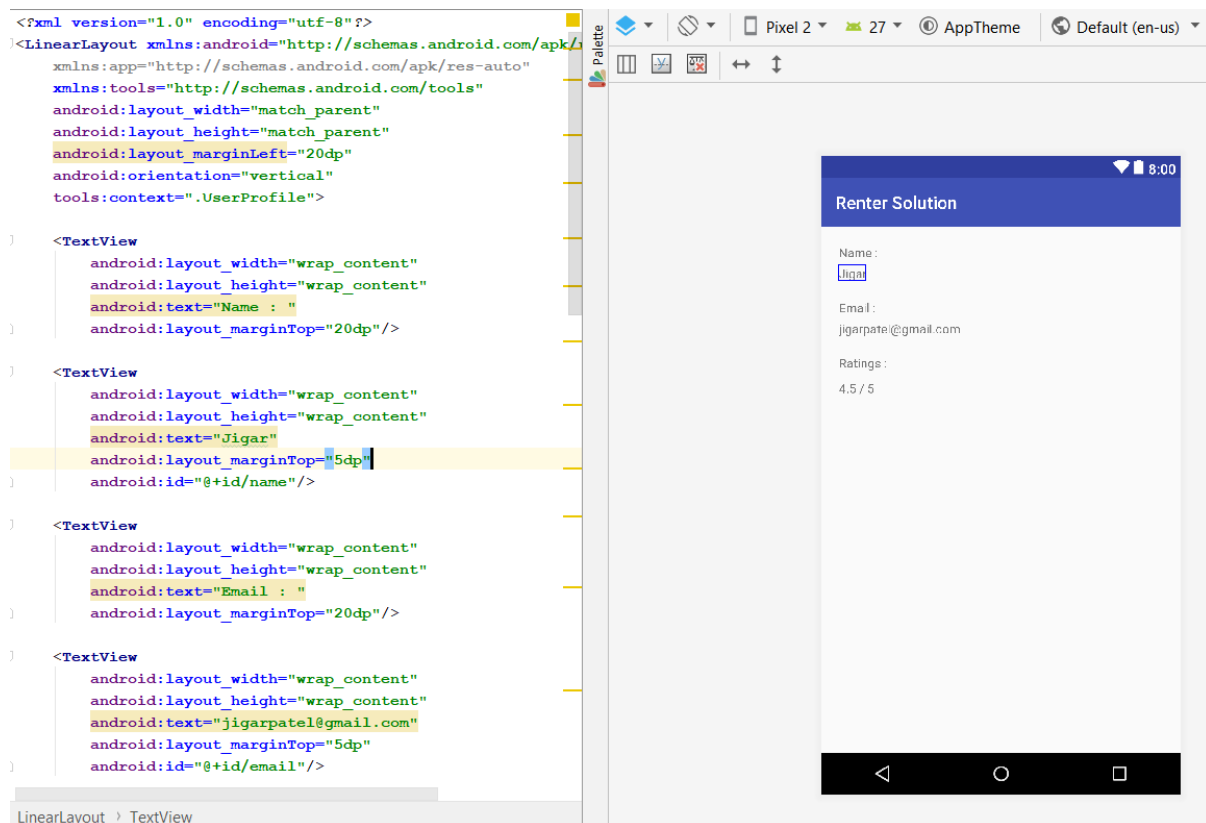 <?xml version="1.0" encoding="utf-8"?>
<LinearLayout xmlns:android="http://schemas.android.com/apk/
xmlns:app="http://schemas.android.com/apk/res-auto"
xmlns:tools="http://schemas.android.com/tools"
android:layout_width="match_parent"
android:layout_height="match_parent"
android:layout_marginLeft="20dp"
android:orientation="vertical"
tools:context=".UserProfile">
<TextView
android:layout_width="wrap_content"
android:layout_height="wrap_content"
android:text="Name : "
android:layout_marginTop="20dp"/>
<TextView
android:layout_width="wrap_content"
android:layout_height="wrap_content"
android:text="Jigar"
android:layout_marginTop="5dp"
android:id="@+id/name"/>
<TextView
android:layout_width="wrap_content"
android:layout_height="wrap_content"
android:text="Email : "
android:layout_marginTop="20dp"/>
<TextView
android:layout_width="wrap_content"
android:layout_height="wrap_content"
android:text="jigarpatel@gmail.com"
android:layout_marginTop="5dp"
android:id="@+id/email"/>
LinearLayout › TextView
Palette
Pixel 2 27 AppTheme Default (en-us)
8:00
Renter Solution
Name :
Jigar
Email :
jigarpatel@gmail.com
Ratings :
4.5 / 5